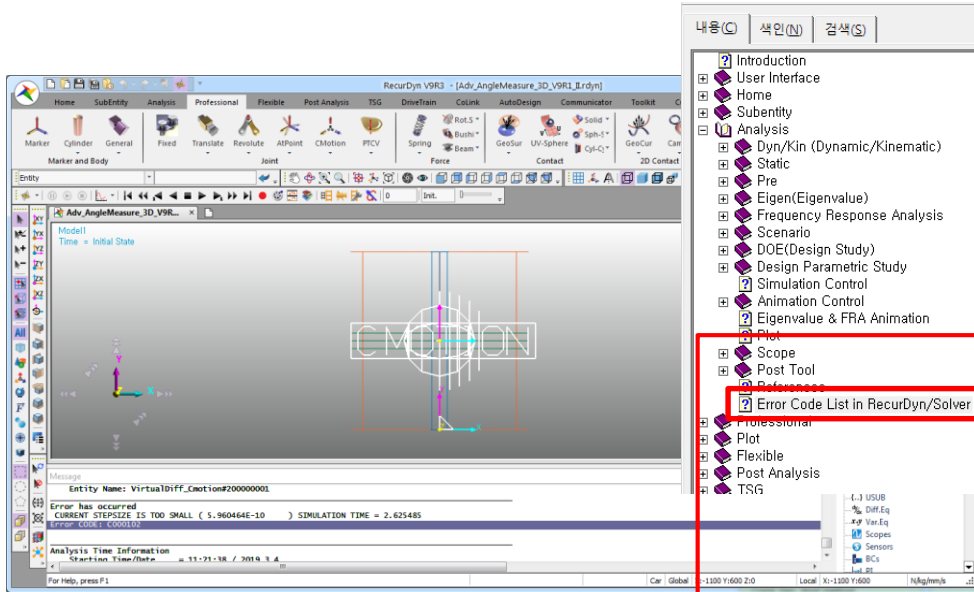 내용(C) 색인(N) 검색(S)
Introduction
User Interface
Home
Subentity
Analysis
Dyn/Kin (Dynamic/Kinematic)
Static
Pre
Eigen(Eigenvalue)
Frequency Response Analysis
Scenario
DOE(Design Study)
Design Parametric Study
Simulation Control
Animation Control
Eigenvalue & FRA Animation
Plot
Scope
Post Tool
References
Error Code List in RecurDyn/Solver
Professional
Plot
Flexible
Post Analysis
TSG
RecurDyn V9R3 - [Adv_AngleMeasure_3D_V9R1_II.rdyn]
Home SubEntity Analysis Professional Flexible Post Analysis TSG DriveTrain CoLink AutoDesign Communicator Toolkit
Marker Cylinder General Fixed Translate Revolute AtPoint CMotion PTCV Spring Rot.S Bushi Beam GeoSur UV-Sphere Solid Sph-S Cyl-C GeoCur
Marker and Body Joint Force Contact 2D Contact
Entity
0 Init. 0
Adv_AngleMeasure_3D_V9R...
Model1
Time = Initial State
CMOTION
Y
X
X
All
Message
Entity Name: VirtualDiff_Cmotion#200000001
Error has occurred
CURRENT STEPSIZE IS TOO SMALL ( 5.960464E-10 ) SIMULATION TIME = 2.625485
Error CODE: C000102
Analysis Time Information
Starting Time/Date = 11:21:38 / 2019 3 4
USUB
Diff.Eq
Var.Eq
Scopes
Sensors
BCs
PI
For Help, press F1
Car Global X:-1100 Y:600 Z:0 Local X:-1100 Y:600 N/kg/mm/s